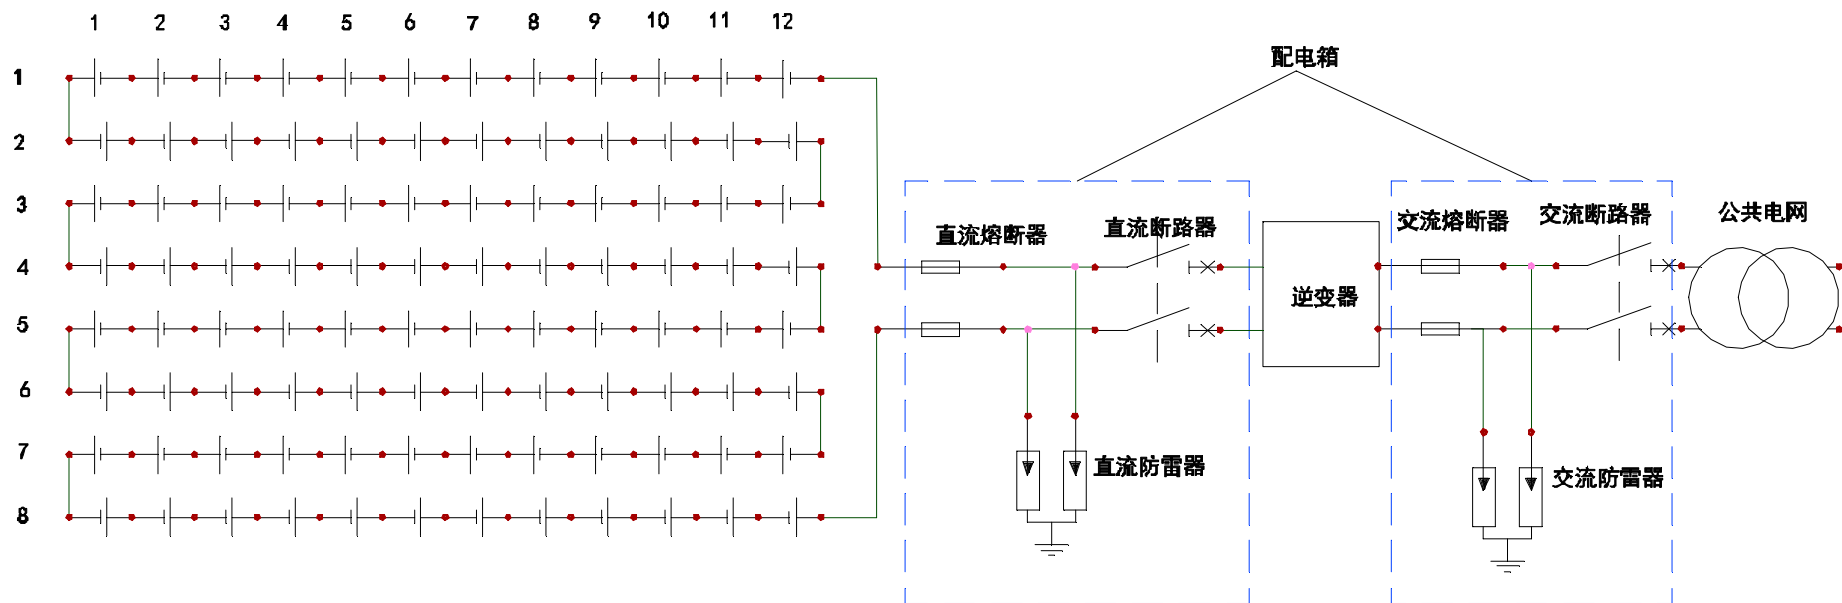 1 2 3 4 5 6 7 8 9 10 11 12
配电箱
1
2
3
4
5
6
7
8
直流熔断器
直流断路器
逆变器
交流熔断器
交流断路器
公共电网
直流防雷器
交流防雷器